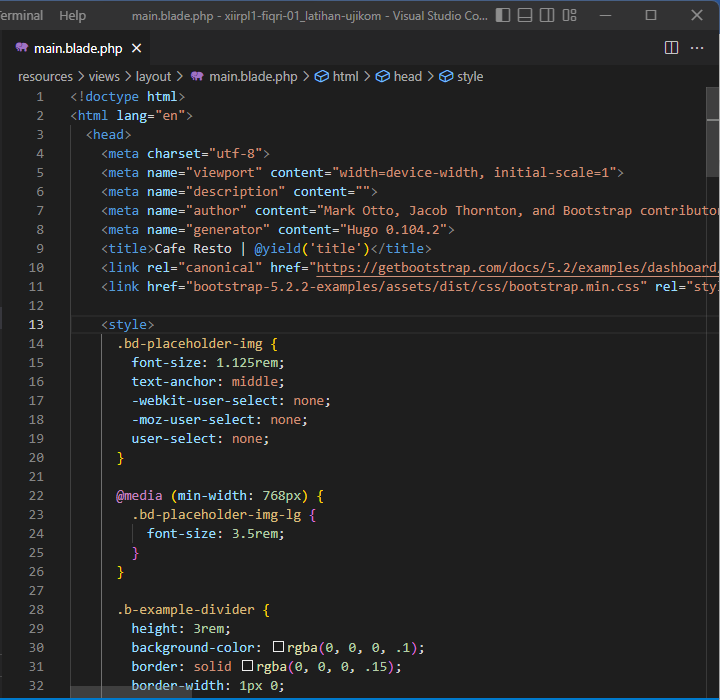 Terminal Help main.blade.php - xiirpl1-fiqri-01_latihan-ujikom - Visual Studio Co...
main.blade.php
resources > views > layout > main.blade.php > html > head > style
1 <!doctype html>
2 <html lang="en">
3 <head>
4 <meta charset="utf-8">
5 <meta name="viewport" content="width=device-width, initial-scale=1">
6 <meta name="description" content="">
7 <meta name="author" content="Mark Otto, Jacob Thornton, and Bootstrap contributor
8 <meta name="generator" content="Hugo 0.104.2">
9 <title>Cafe Resto | @yield('title')</title>
10 <link rel="canonical" href="https://getbootstrap.com/docs/5.2/examples/dashboard/
11 <link href="bootstrap-5.2.2-examples/assets/dist/css/bootstrap.min.css" rel="sty
12
13 <style>
14 .bd-placeholder-img {
15 font-size: 1.125rem;
16 text-anchor: middle;
17 -webkit-user-select: none;
18 -moz-user-select: none;
19 user-select: none;
20 }
21
22 @media (min-width: 768px) {
23 .bd-placeholder-img-lg {
24 font-size: 3.5rem;
25 }
26 }
27
28 .b-example-divider {
29 height: 3rem;
30 background-color: rgba(0, 0, 0, .1);
31 border: solid rgba(0, 0, 0, .15);
32 border-width: 1px 0;